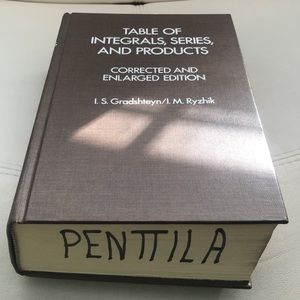 TABLE OF
INTEGRALS, SERIES,
AND PRODUCTS
CORRECTED AND
ENLARGED EDITION
I. S. Gradshteyn/I. M. Ryzhik
PENTTILA